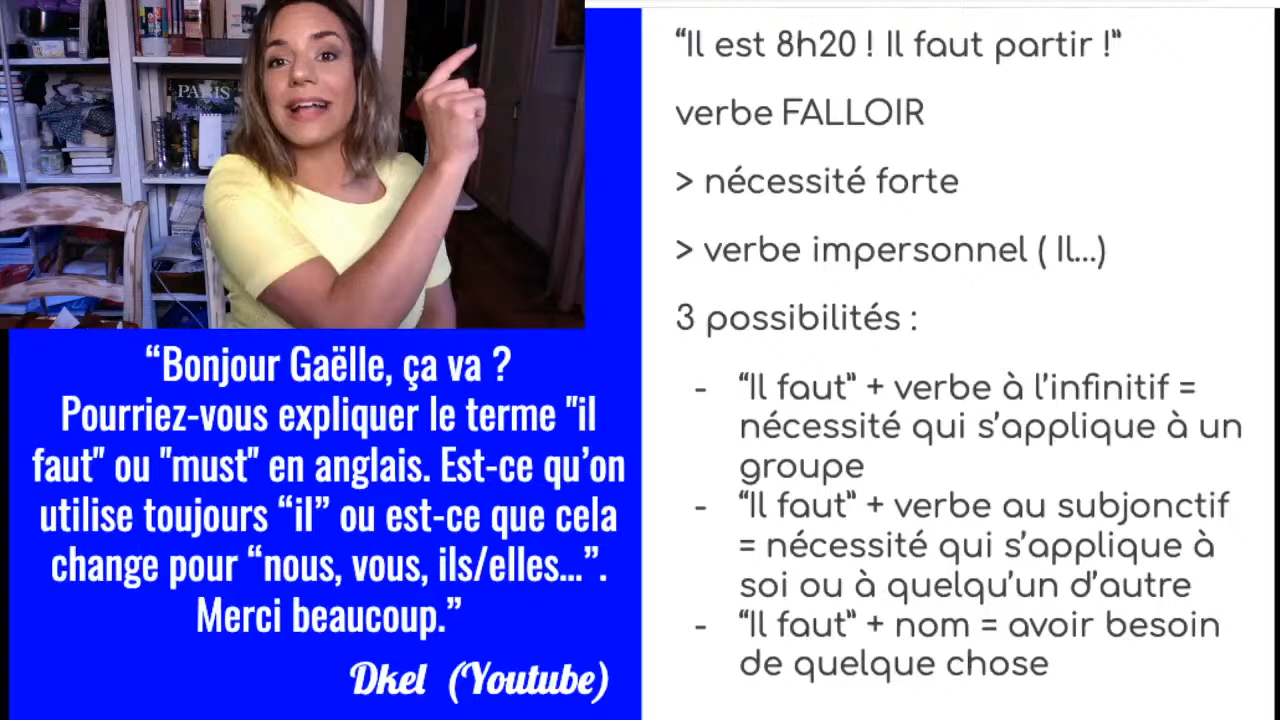 PARIS
“Bonjour Gaëlle, ça va ?
Pourriez-vous expliquer le terme "il
faut" ou "must" en anglais. Est-ce qu’on
utilise toujours “il” ou est-ce que cela
change pour “nous, vous, ils/elles...”.
Merci beaucoup.”
Dkel (Youtube)
“Il est 8h20 ! Il faut partir !”
verbe FALLOIR
> nécessité forte
> verbe impersonnel ( Il...)
3 possibilités :
- “Il faut” + verbe à l’infinitif =
nécessité qui s’applique à un
groupe
- “Il faut” + verbe au subjonctif
= nécessité qui s’applique à
soi ou à quelqu’un d’autre
- “Il faut” + nom = avoir besoin
de quelque chose